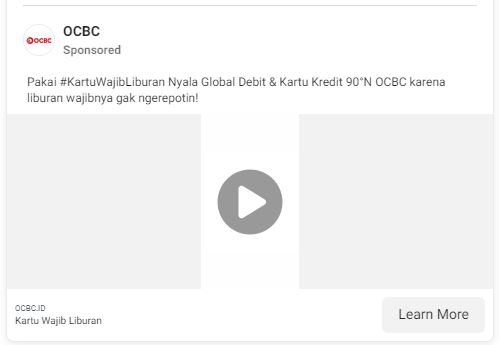 OCBC
OCBC
Sponsored
Pakai #KartuWajibLiburan Nyala Global Debit & Kartu Kredit 90°N OCBC karena
liburan wajibnya gak ngerepotin!
OCBC.ID
Kartu Wajib Liburan
Learn More